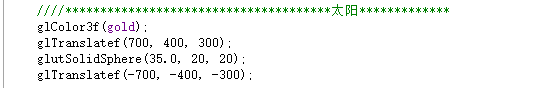 ////**************************************太阳*************
glColor3f(gold);
glTranslatef(700, 400, 300);
glutSolidSphere(35.0, 20, 20);
glTranslatef(-700, -400, -300);